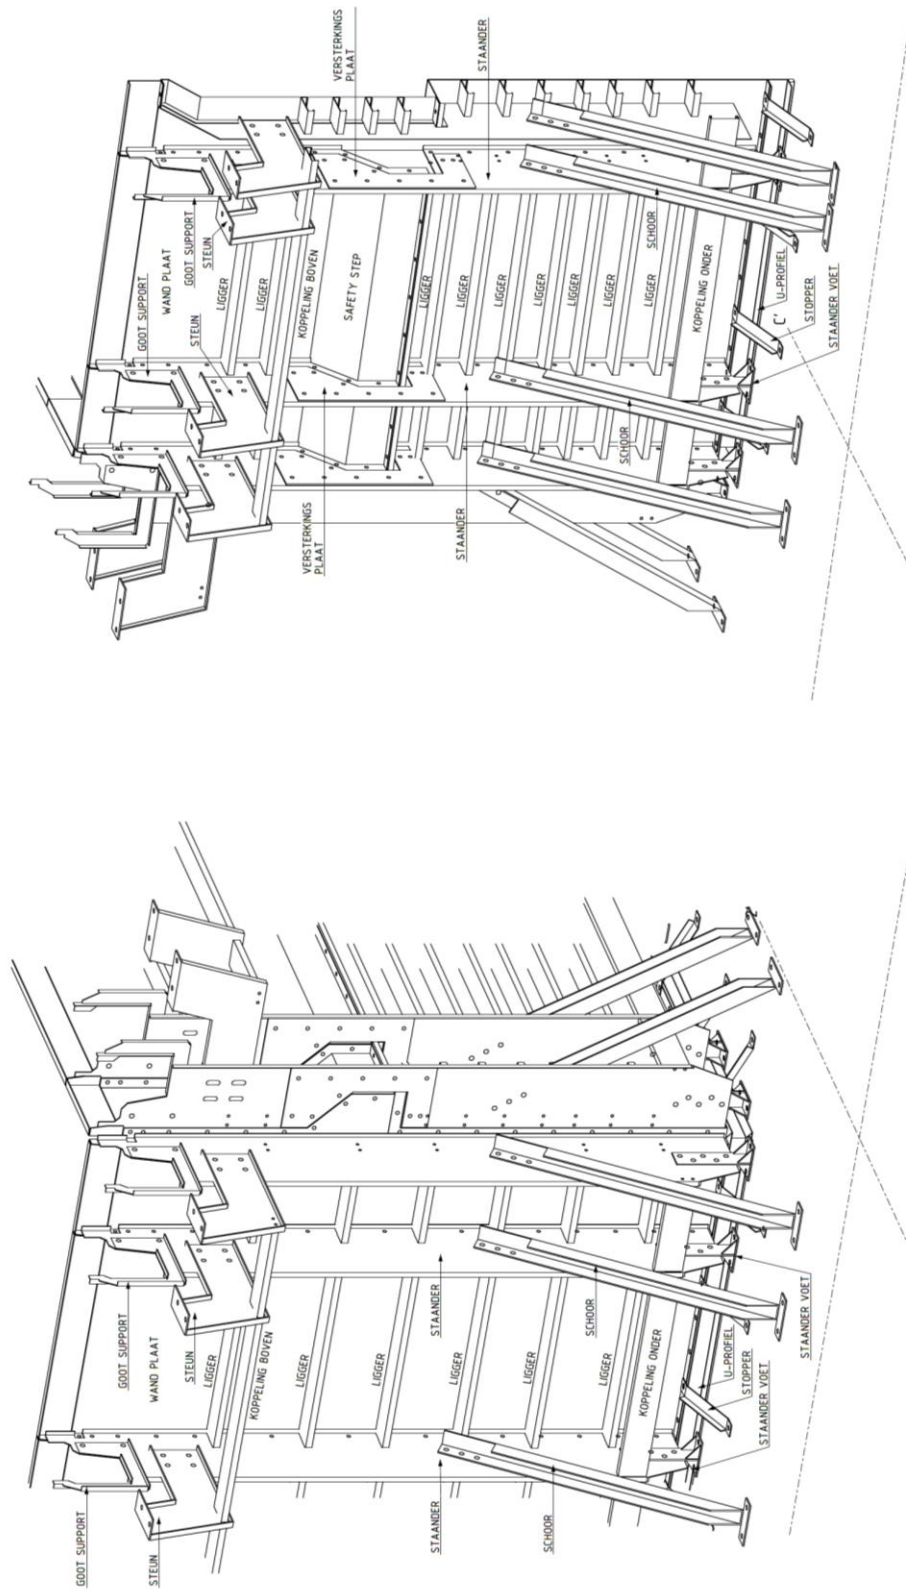 VERSTERKINGS
PLAAT
STAANDER
GOOT SUPPORT
STEUN
GOOT SUPPORT
WAND PLAAT
STEUN
LIGGER
LIGGER
KOPPELING BOVEN
SAFETY STEP
LIGGER
LIGGER
LIGGER
LIGGER
LIGGER
LIGGER
LIGGER
SCHOOR
KOPPELING ONDER
U-PROFIEL
C'
STOPPER
STAANDER VOET
SCHOOR
VERSTERKINGS
PLAAT
STAANDER
GOOT SUPPORT
WAND PLAAT
STEUN
LIGGER
KOPPELING BOVEN
LIGGER
LIGGER
LIGGER
LIGGER
LIGGER
STAANDER
SCHOOR
KOPPELING ONDER
STAANDER VOET
U-PROFIEL
STOPPER
STAANDER VOET
GOOT SUPPORT
STEUN
STAANDER
SCHOOR